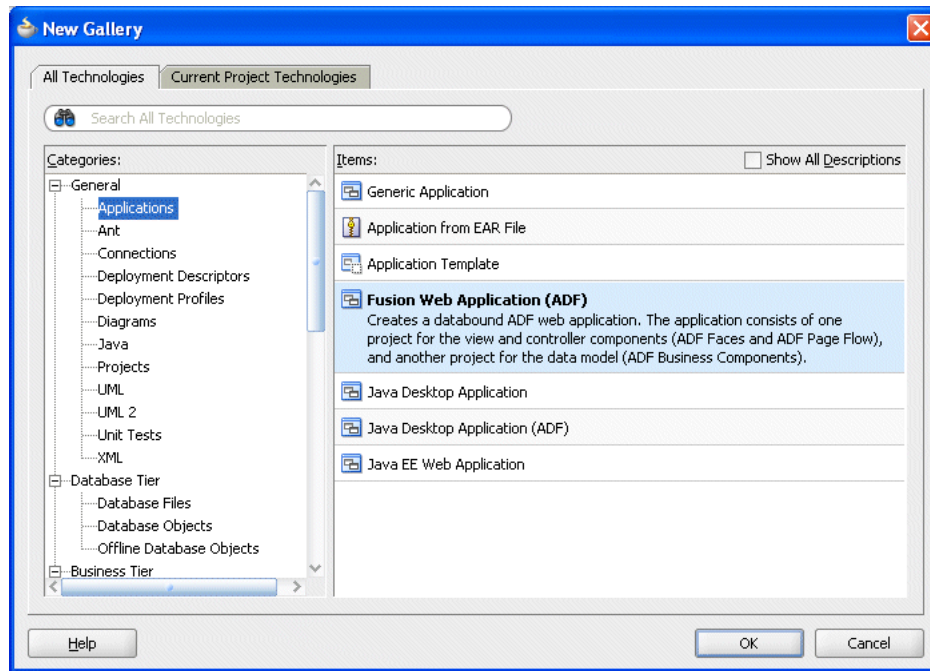 New Gallery
All Technologies
Current Project Technologies
Search All Technologies
Categories:
General
Applications
Ant
Connections
Deployment Descriptors
Deployment Profiles
Diagrams
Java
Projects
UML
UML 2
Unit Tests
XML
Database Tier
Database Files
Database Objects
Offline Database Objects
Business Tier
Items:
Show All Descriptions
Generic Application
Application from EAR File
Application Template
Fusion Web Application (ADF)
Creates a databound ADF web application. The application consists of one
project for the view and controller components (ADF Faces and ADF Page Flow),
and another project for the data model (ADF Business Components).
Java Desktop Application
Java Desktop Application (ADF)
Java EE Web Application
Help
OK
Cancel